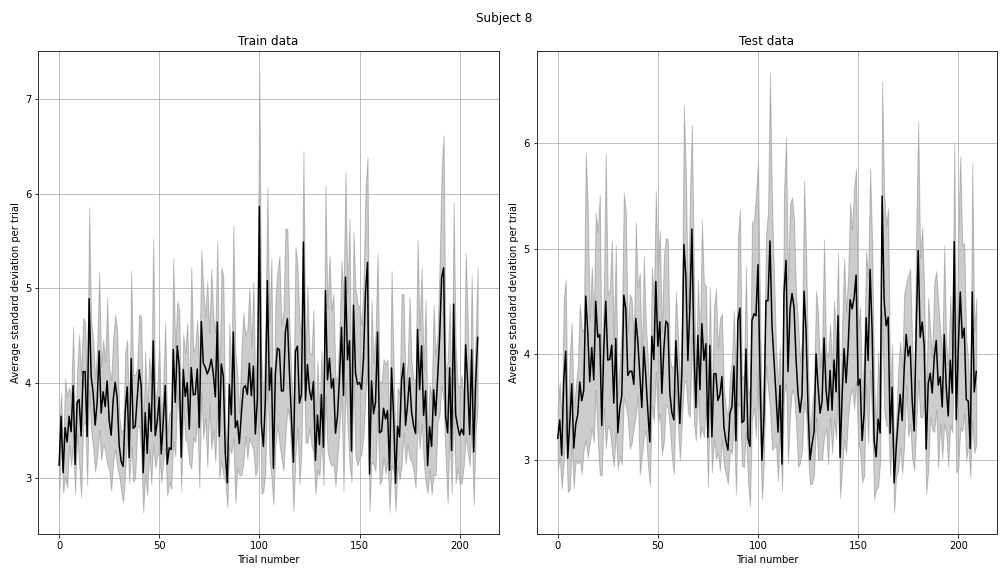 Subject 8
Train data
Average standard deviation per trial
7
6
5
4
3
0
50
100
150
200
Trial number
Test data
Average standard deviation per trial
6
5
4
3
0
50
100
150
200
Trial number